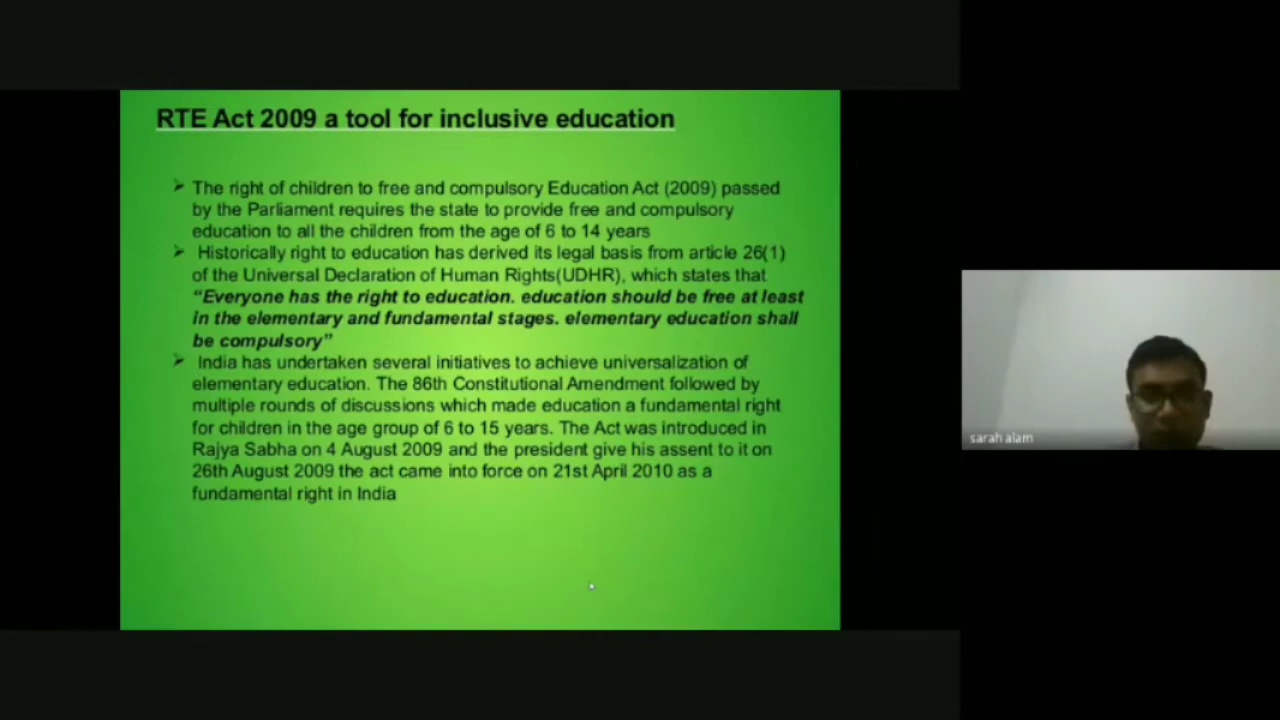 RTE Act 2009 a tool for inclusive education
➢ The right of children to free and compulsory Education Act (2009) passed
by the Parliament requires the state to provide free and compulsory
education to all the children from the age of 6 to 14 years
➢ Historically right to education has derived its legal basis from article 26(1)
of the Universal Declaration of Human Rights(UDHR), which states that
“Everyone has the right to education. education should be free at least
in the elementary and fundamental stages. elementary education shall
be compulsory”
➢ India has undertaken several initiatives to achieve universalization of
elementary education. The 86th Constitutional Amendment followed by
multiple rounds of discussions which made education a fundamental right
for children in the age group of 6 to 15 years. The Act was introduced in
Rajya Sabha on 4 August 2009 and the president give his assent to it on
26th August 2009 the act came into force on 21st April 2010 as a
fundamental right in India
sarah alam